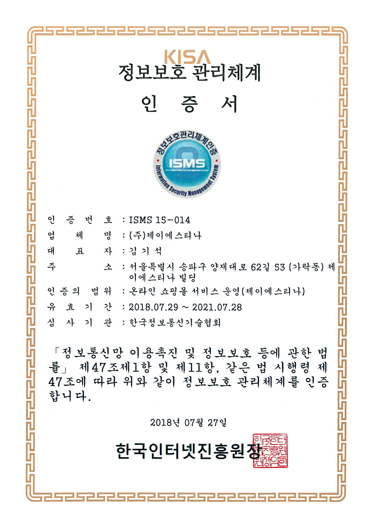 KISA
정보보호 관리체계
인 증 서
정보보호관리체계인증
ISMS
Information Security Management System
인 증 번 호 : ISMS 15-014
업 체 명 : (주)제이에스티나
대 표 자 : 김기석
주 소 : 서울특별시 송파구 양재대로 62길 53 (가락동) 제
이에스티나 빌딩
인증의 범위 : 온라인 쇼핑몰 서비스 운영(제이에스티나)
유 효 기 간 : 2018.07.29 ~ 2021.07.28
심 사 기 관 : 한국정보통신기술협회
「정보통신망 이용촉진 및 정보보호 등에 관한 법
률」 제47조제1항 및 제11항, 같은 법 시행령 제
47조에 따라 위와 같이 정보보호 관리체계를 인증
합니다.
2018년 07월 27일
한국인터넷진흥원장